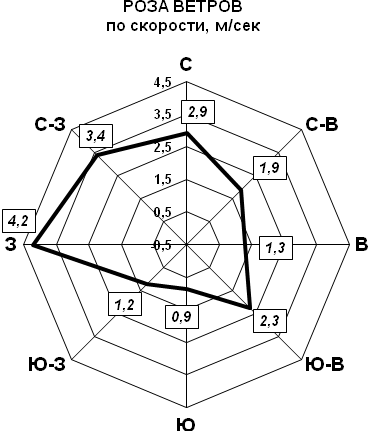 РОЗА ВЕТРОВ
по скорости, м/сек
С
4,5
2,9
3,5
С-З
С-В
3,4
2,5
1,9
1,5
4,2
0,5
З
-0,5
1,3
В
1,2
0,9
2,3
Ю-З
Ю-В
Ю